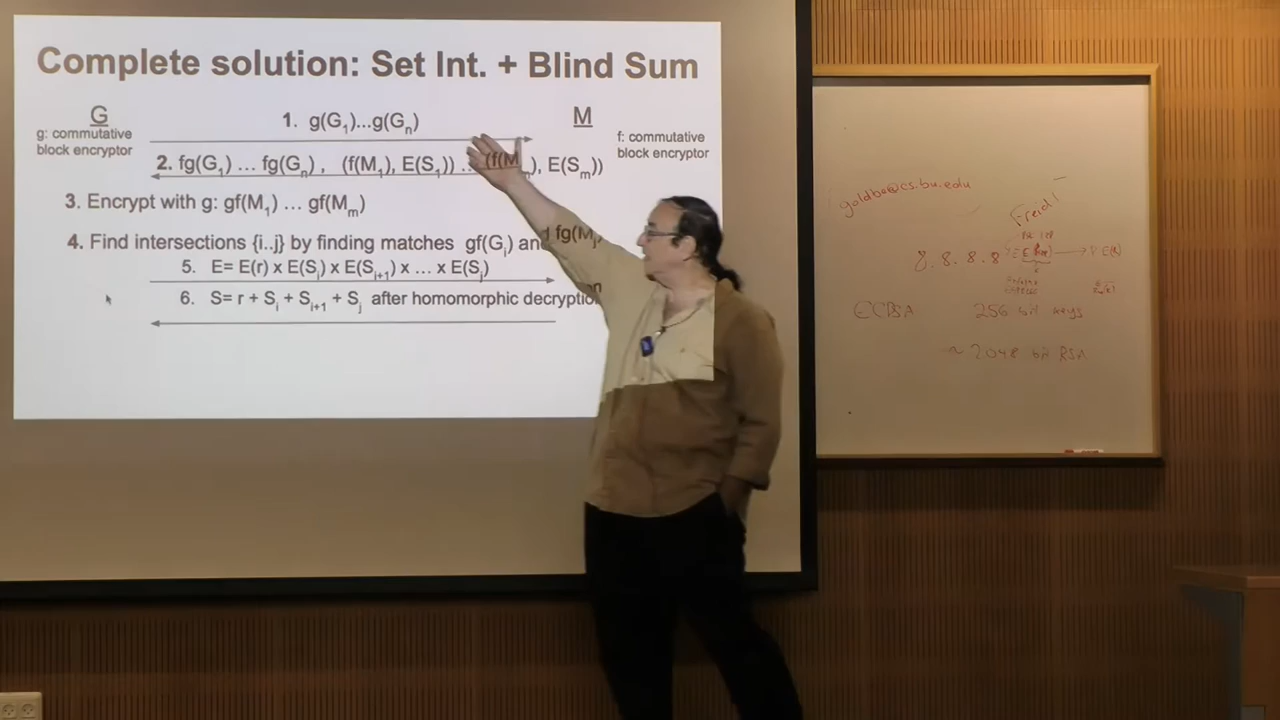 Complete solution: Set Int. + Blind Sum
G
g: commutative
block encryptor
1. g(G1)...g(Gn)
M
f: commutative
block encryptor
2. fg(G1) ... fg(Gn) , (f(M1), E(S1)) ... (f(M ), E(Sm))
3. Encrypt with g: gf(M1) ... gf(Mm)
4. Find intersections {i..j} by finding matches gf(Gi) and fg(Mj
5. E= E(r) x E(Si) x E(Si+1) x ... x E(Sj)
6. S= r + Si + Si+1 + Sj after homomorphic decryption
goldbe@cs.bu.edu
8.8.8.8
ECDSA 256 bit keys
~ 2048 bit RSA